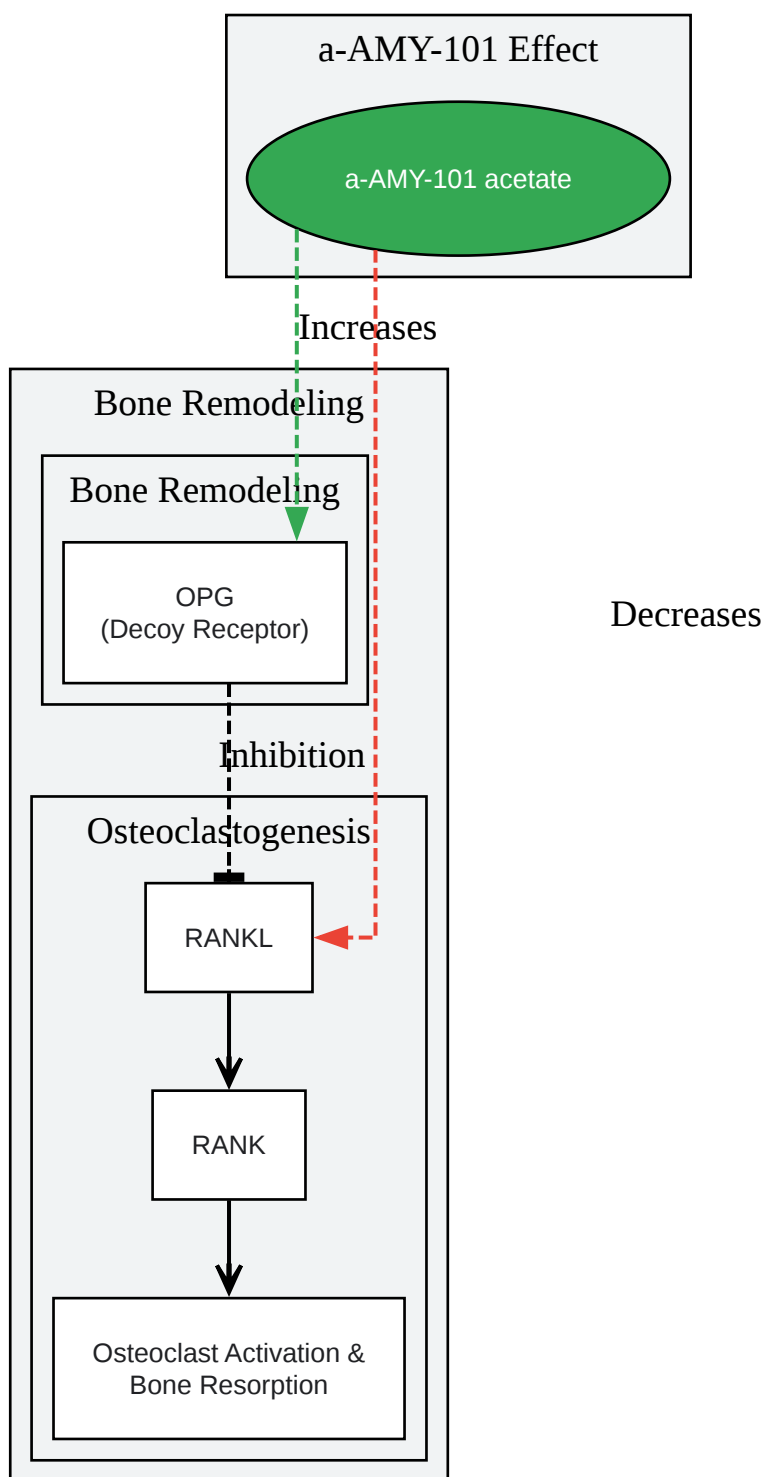 a-AMY-101 Effect
a-AMY-101 acetate
Increases
Bone Remodeling
Bone Remodeling
OPG
(Decoy Receptor)
Decreases
Inhibition
Osteoclastogenesis
RANKL
RANK
Osteoclast Activation &
Bone Resorption